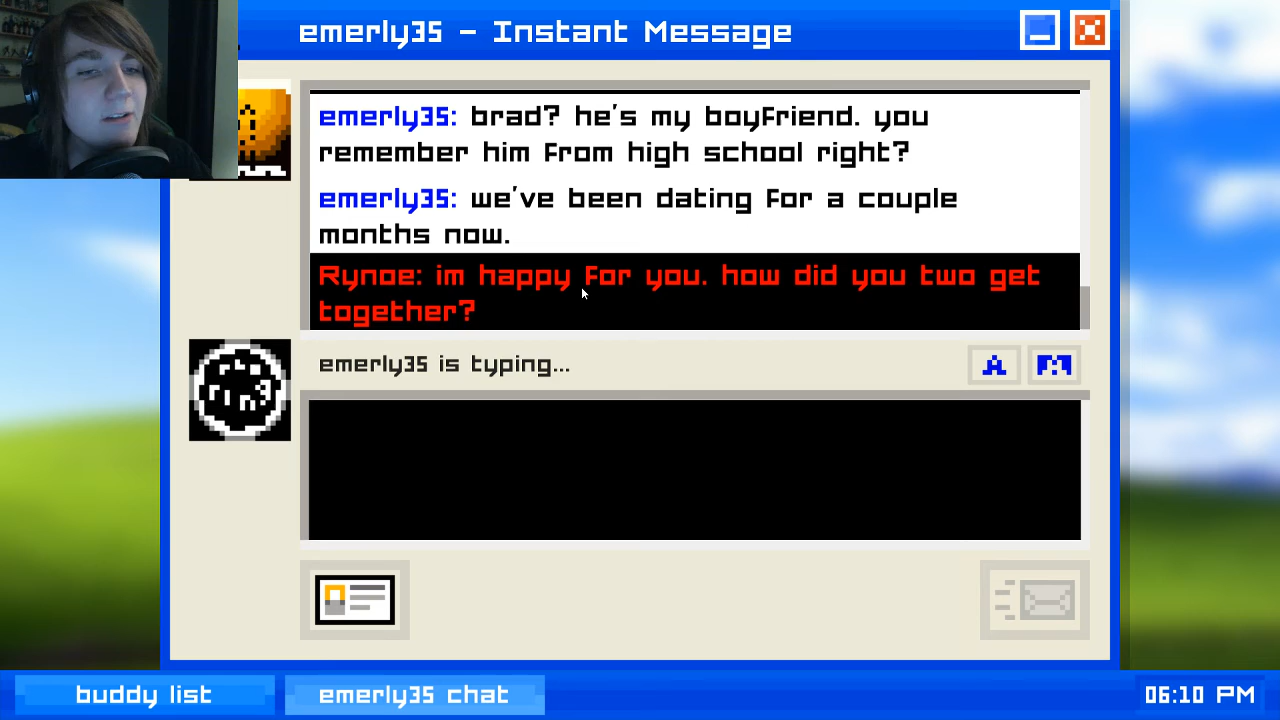 emerly35 - Instant Message
emerly35: brad? he's my boyfriend. you
remember him from high school right?
emerly35: we've been dating for a couple
months now.
Rynoe: im happy for you. how did you two get
together?
emerly35 is typing...
A
buddy list
emerly35 chat
06:10 PM